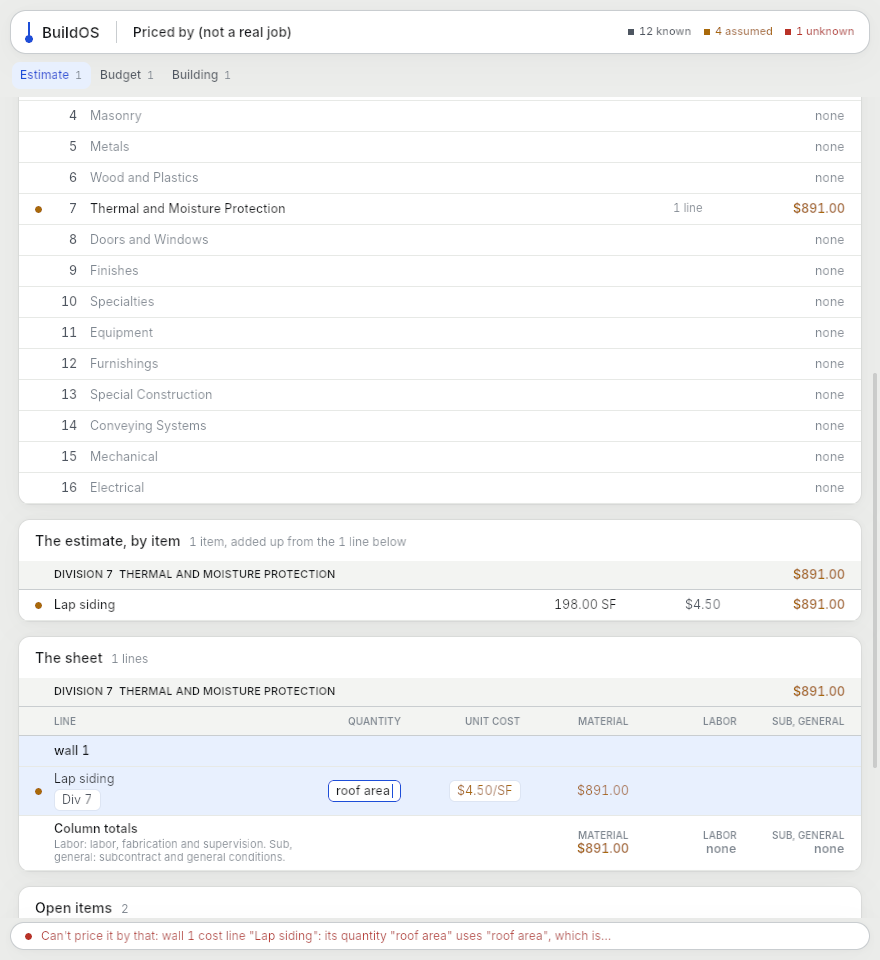 BuildOS Priced by (not a real job) 12 known 4 assumed 1 unknown
Estimate 1 Budget 1 Building 1
4 Masonry none
5 Metals none
6 Wood and Plastics none
7 Thermal and Moisture Protection 1 line $891.00
8 Doors and Windows none
9 Finishes none
10 Specialties none
11 Equipment none
12 Furnishings none
13 Special Construction none
14 Conveying Systems none
15 Mechanical none
16 Electrical none
The estimate, by item 1 item, added up from the 1 line below
DIVISION 7 THERMAL AND MOISTURE PROTECTION $891.00
Lap siding 198.00 SF $4.50 $891.00
The sheet 1 lines
DIVISION 7 THERMAL AND MOISTURE PROTECTION $891.00
LINE QUANTITY UNIT COST MATERIAL LABOR SUB, GENERAL
wall 1
Lap siding
Div 7 roof area $4.50/SF $891.00
Column totals
Labor: labor, fabrication and supervision. Sub,
general: subcontract and general conditions.
MATERIAL LABOR SUB, GENERAL
$891.00 none none
Open items 2
Can't price it by that: wall 1 cost line "Lap siding": its quantity "roof area" uses "roof area", which is...